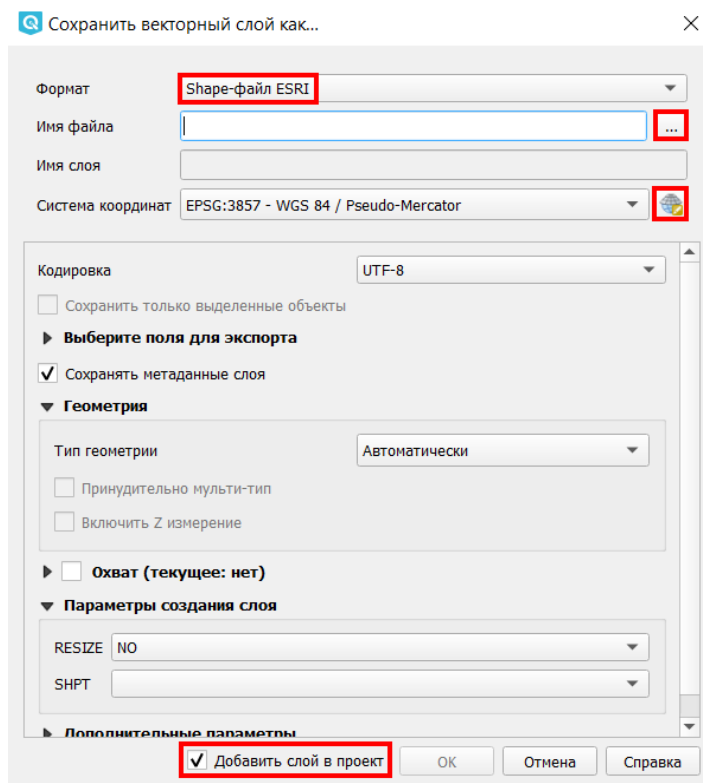 Сохранить векторный слой как...
Формат Shape-файл ESRI
Имя файла ...
Имя слоя
Система координат EPSG:3857 - WGS 84 / Pseudo-Mercator
Кодировка UTF-8
Сохранить только выделенные объекты
Выберите поля для экспорта
Сохранять метаданные слоя
Геометрия
Тип геометрии Автоматически
Принудительно мульти-тип
Включить Z измерение
Охват (текущее: нет)
Параметры создания слоя
RESIZE NO
SHPT
Дополнительные параметры
Добавить слой в проект ОК Отмена Справка